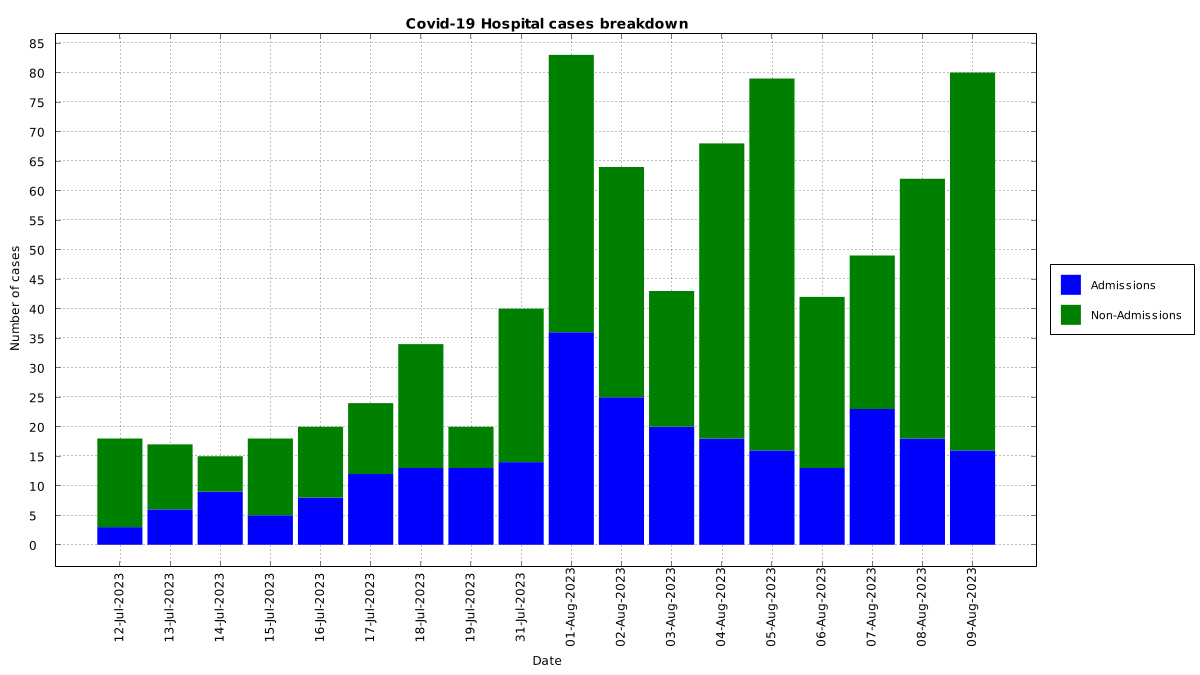 Covid-19 Hospital cases breakdown
85
80
75
70
65
60
55
50
45
40
35
30
25
20
15
10
5
0
Number of cases
12-Jul-2023
13-Jul-2023
14-Jul-2023
15-Jul-2023
16-Jul-2023
17-Jul-2023
18-Jul-2023
19-Jul-2023
31-Jul-2023
01-Aug-2023
02-Aug-2023
03-Aug-2023
04-Aug-2023
05-Aug-2023
06-Aug-2023
07-Aug-2023
08-Aug-2023
09-Aug-2023
Date
Admissions
Non-Admissions